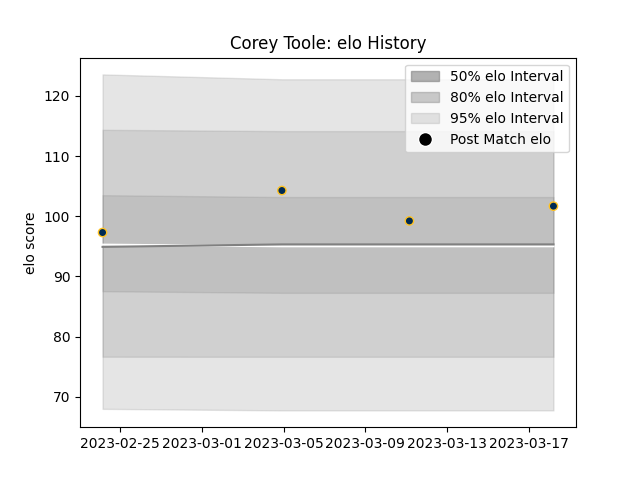 Corey Toole: elo History
50% elo Interval
80% elo Interval
95% elo Interval
Post Match elo
elo score
120
110
100
90
80
70
2023-02-25 2023-03-01 2023-03-05 2023-03-09 2023-03-13 2023-03-17